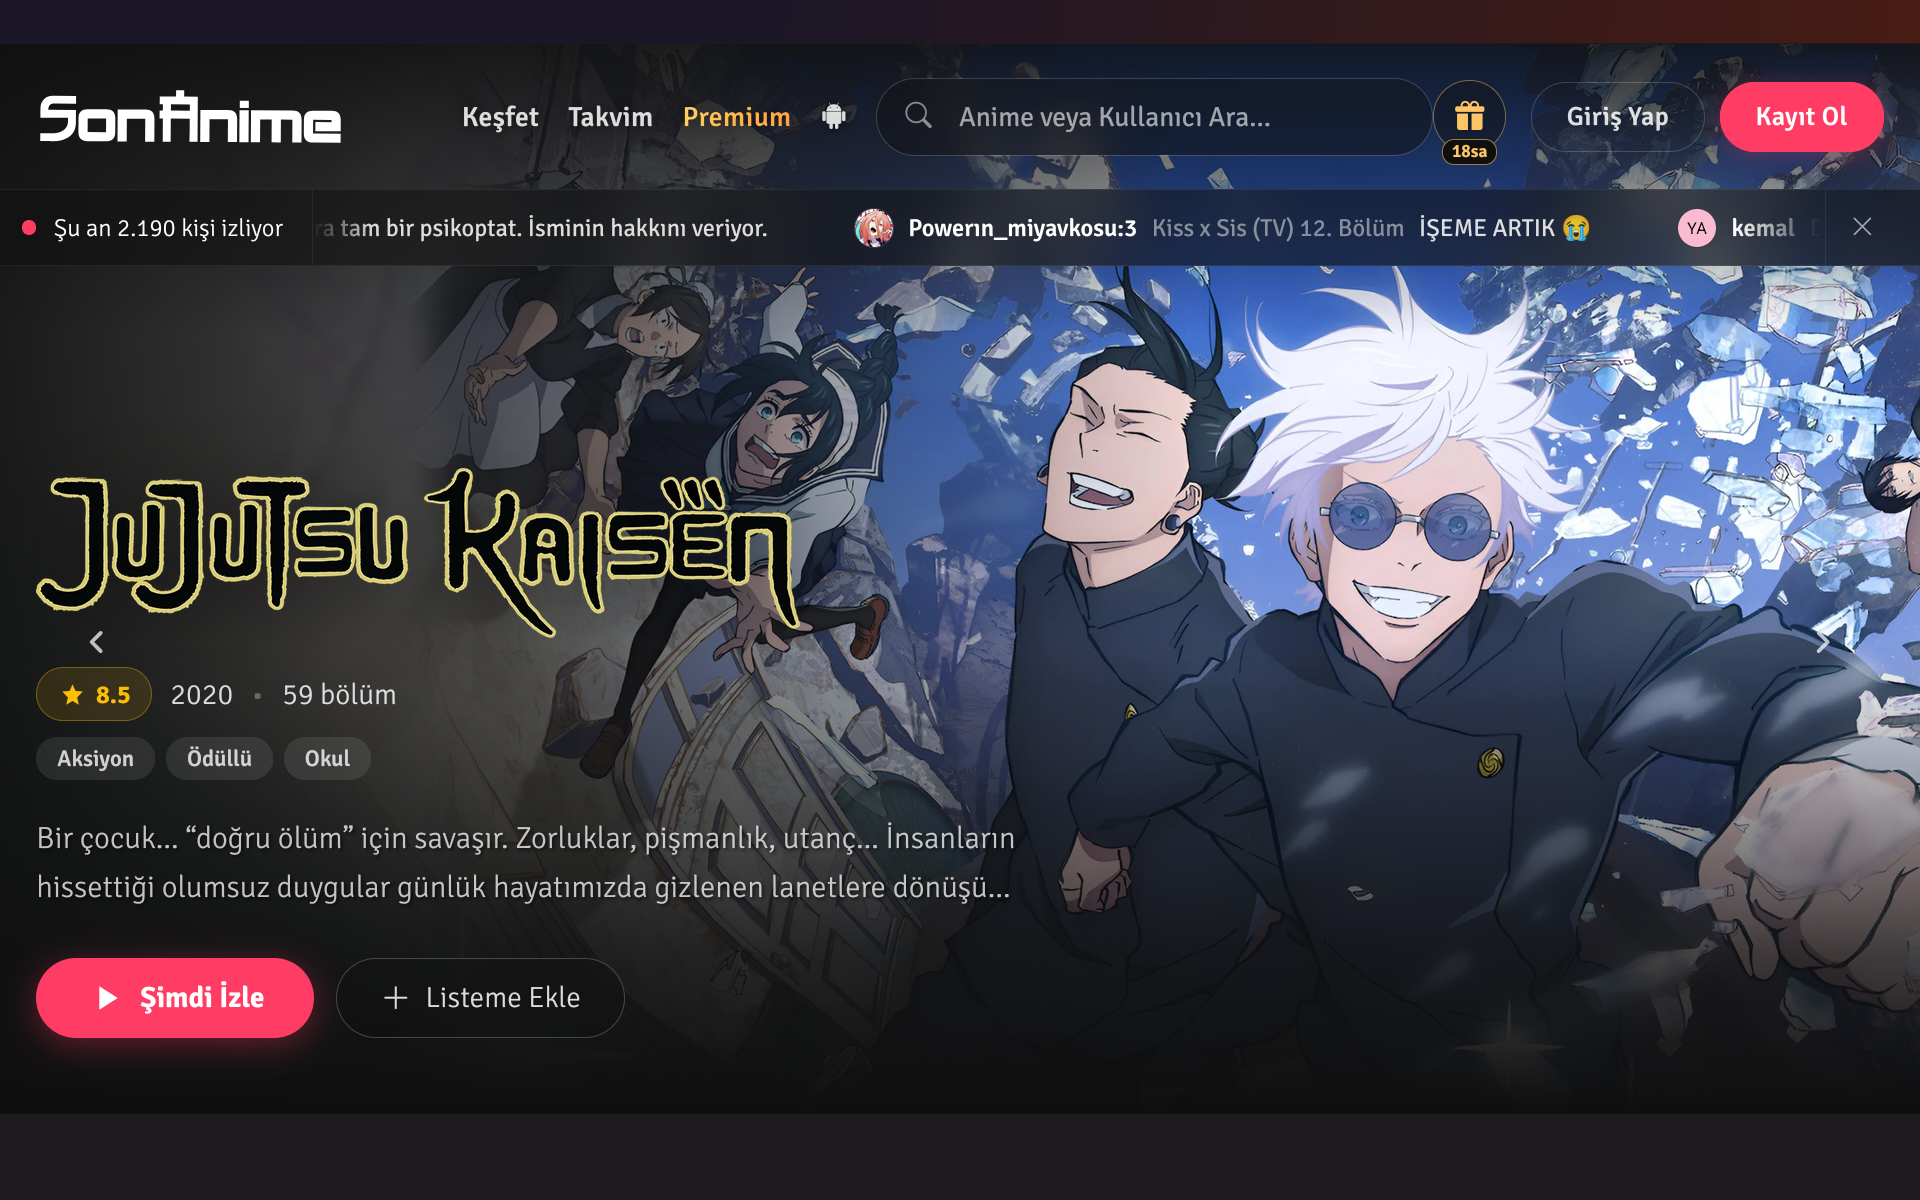 SonAnime
Keşfet Takvim Premium Anime veya Kullanıcı Ara... 18sa Giriş Yap Kayıt Ol
Şu an 2.190 kişi izliyor tam bir psikoptat. İsminin hakkını veriyor. Powerın_miyavkosu:3 Kiss x Sis (TV) 12. Bölüm İŞEME ARTIK 😭 YA kemal
JUJUTSU KAISEN
8.5 2020 • 59 bölüm
Aksiyon Ödüllü Okul
Bir çocuk... “doğru ölüm” için savaşır. Zorluklar, pişmanlık, utanç... İnsanların
hissettiği olumsuz duygular günlük hayatımızda gizlenen lanetlere dönüşü...
Şimdi İzle Listeme Ekle